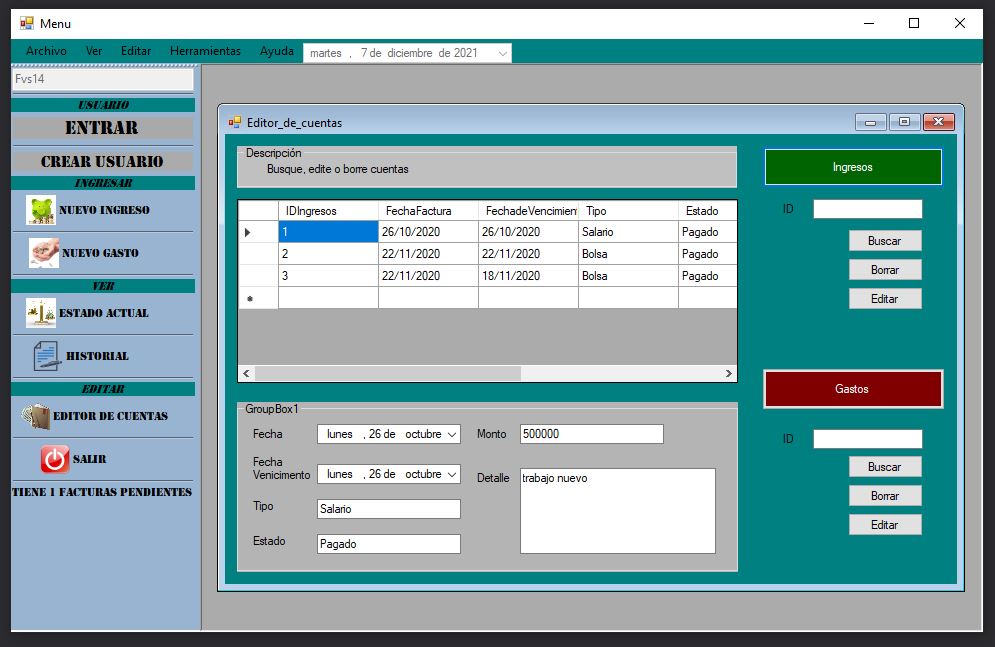 Menu
Archivo Ver Editar Herramientas Ayuda martes , 7 de diciembre de 2021
Fvs14
USUARIO
ENTRAR
CREAR USUARIO
INGRESAR
NUEVO INGRESO
NUEVO GASTO
VER
ESTADO ACTUAL
HISTORIAL
EDITAR
EDITOR DE CUENTAS
SALIR
TIENE 1 FACTURAS PENDIENTES
Editor_de_cuentas
Descripción
Busque, edite o borre cuentas
IDIngresos FechaFactura FechadeVencimien Tipo Estado
1 26/10/2020 26/10/2020 Salario Pagado
2 22/11/2020 22/11/2020 Bolsa Pagado
3 22/11/2020 18/11/2020 Bolsa Pagado
GroupBox1
Fecha lunes , 26 de octubre
Fecha
Venicimento lunes , 26 de octubre
Tipo Salario
Estado Pagado
Monto 500000
Detalle trabajo nuevo
Ingresos
ID
Buscar
Borrar
Editar
Gastos
ID
Buscar
Borrar
Editar